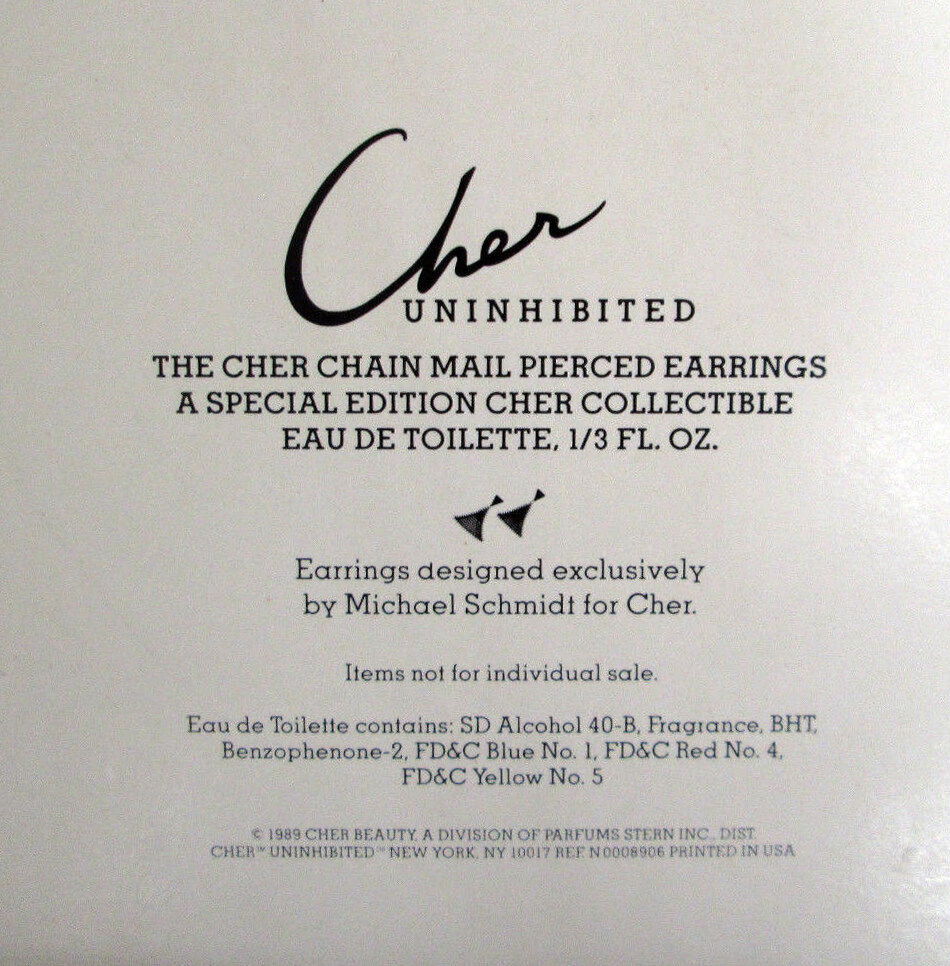 Cher
UNINHIBITED
THE CHER CHAIN MAIL PIERCED EARRINGS
A SPECIAL EDITION CHER COLLECTIBLE
EAU DE TOILETTE, 1/3 FL. OZ.
Earrings designed exclusively
by Michael Schmidt for Cher.
Items not for individual sale.
Eau de Toilette contains: SD Alcohol 40-B, Fragrance, BHT,
Benzophenone-2, FD&C Blue No. 1, FD&C Red No. 4,
FD&C Yellow No. 5
© 1989 CHER BEAUTY, A DIVISION OF PARFUMS STERN INC., DIST.
CHER™ UNINHIBITED™ NEW YORK, NY 10017 REF. N0008906 PRINTED IN USA